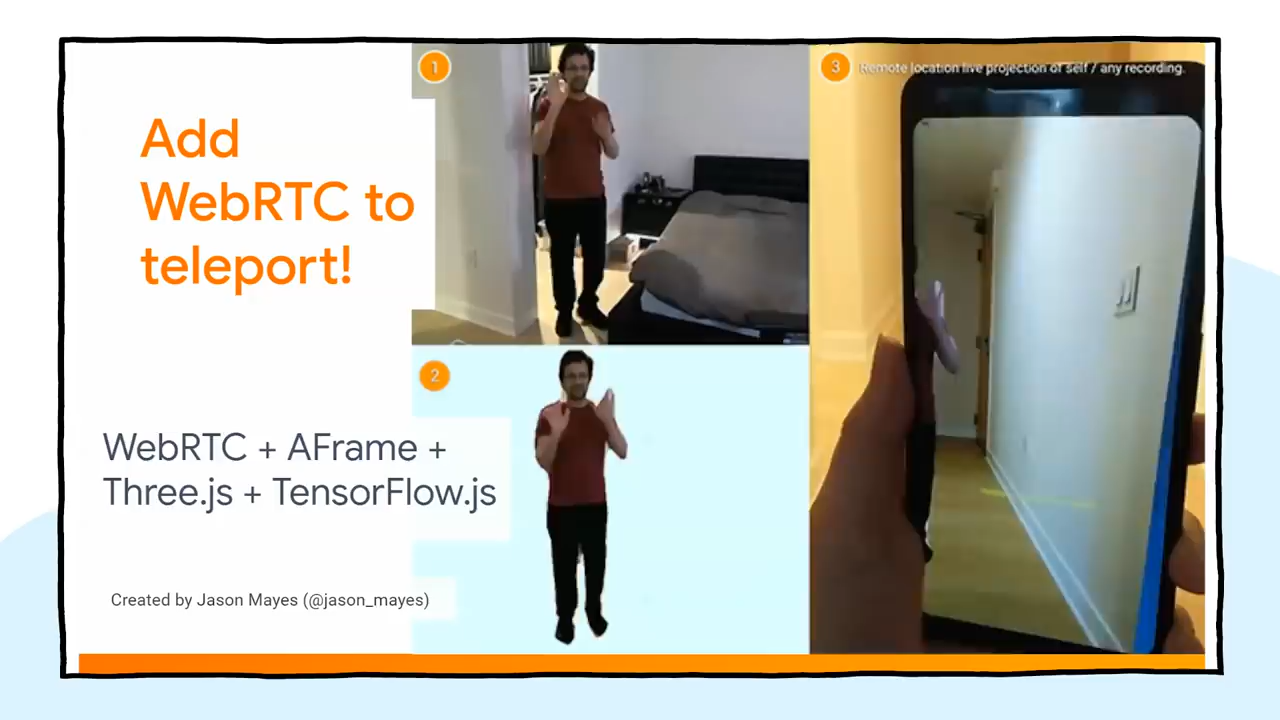 Add
WebRTC to
teleport!
WebRTC + AFrame +
Three.js + TensorFlow.js
Created by Jason Mayes (@jason_mayes)
1
2
3
Remote location live projection of self / any recording.